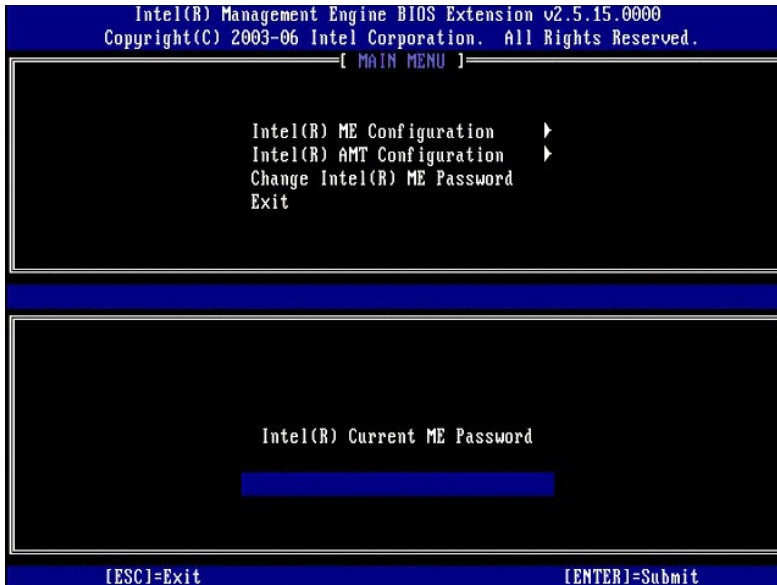 Intel(R) Management Engine BIOS Extension v2.5.15.0000
Copyright(C) 2003-06 Intel Corporation. All Rights Reserved.
[ MAIN MENU ]
Intel(R) ME Configuration
Intel(R) AMT Configuration
Change Intel(R) ME Password
Exit
Intel(R) Current ME Password
[ESC]=Exit [ENTER]=Submit